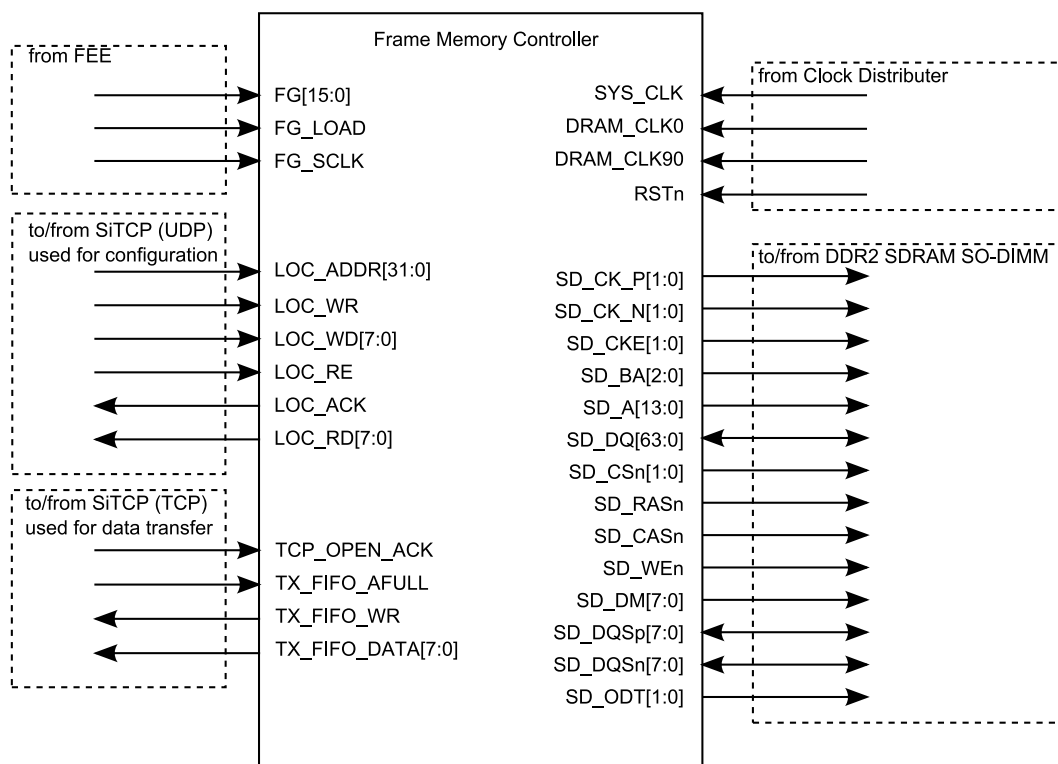 Frame Memory Controller
from FEE
FG[15:0]
FG_LOAD
FG_SCLK
to/from SiTCP (UDP)
used for configuration
LOC_ADDR[31:0]
LOC_WR
LOC_WD[7:0]
LOC_RE
LOC_ACK
LOC_RD[7:0]
to/from SiTCP (TCP)
used for data transfer
TCP_OPEN_ACK
TX_FIFO_AFULL
TX_FIFO_WR
TX_FIFO_DATA[7:0]
from Clock Distributer
SYS_CLK
DRAM_CLK0
DRAM_CLK90
RSTn
to/from DDR2 SDRAM SO-DIMM
SD_CK_P[1:0]
SD_CK_N[1:0]
SD_CKE[1:0]
SD_BA[2:0]
SD_A[13:0]
SD_DQ[63:0]
SD_CSn[1:0]
SD_RASn
SD_CASn
SD_WEn
SD_DM[7:0]
SD_DQSp[7:0]
SD_DQSn[7:0]
SD_ODT[1:0]